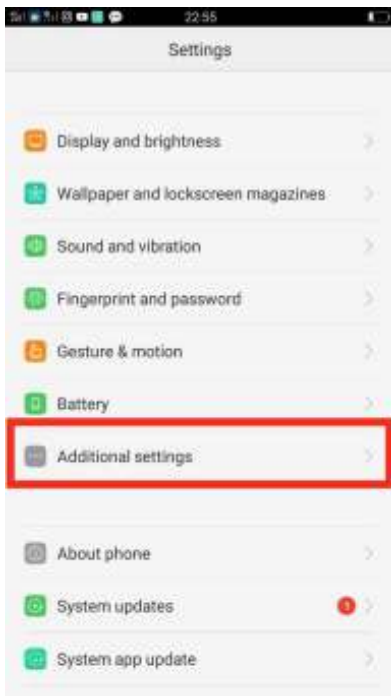 22:55
Settings
Display and brightness
Wallpaper and lockscreen magazines
Sound and vibration
Fingerprint and password
Gesture & motion
Battery
Additional settings
About phone
System updates
1
System app update